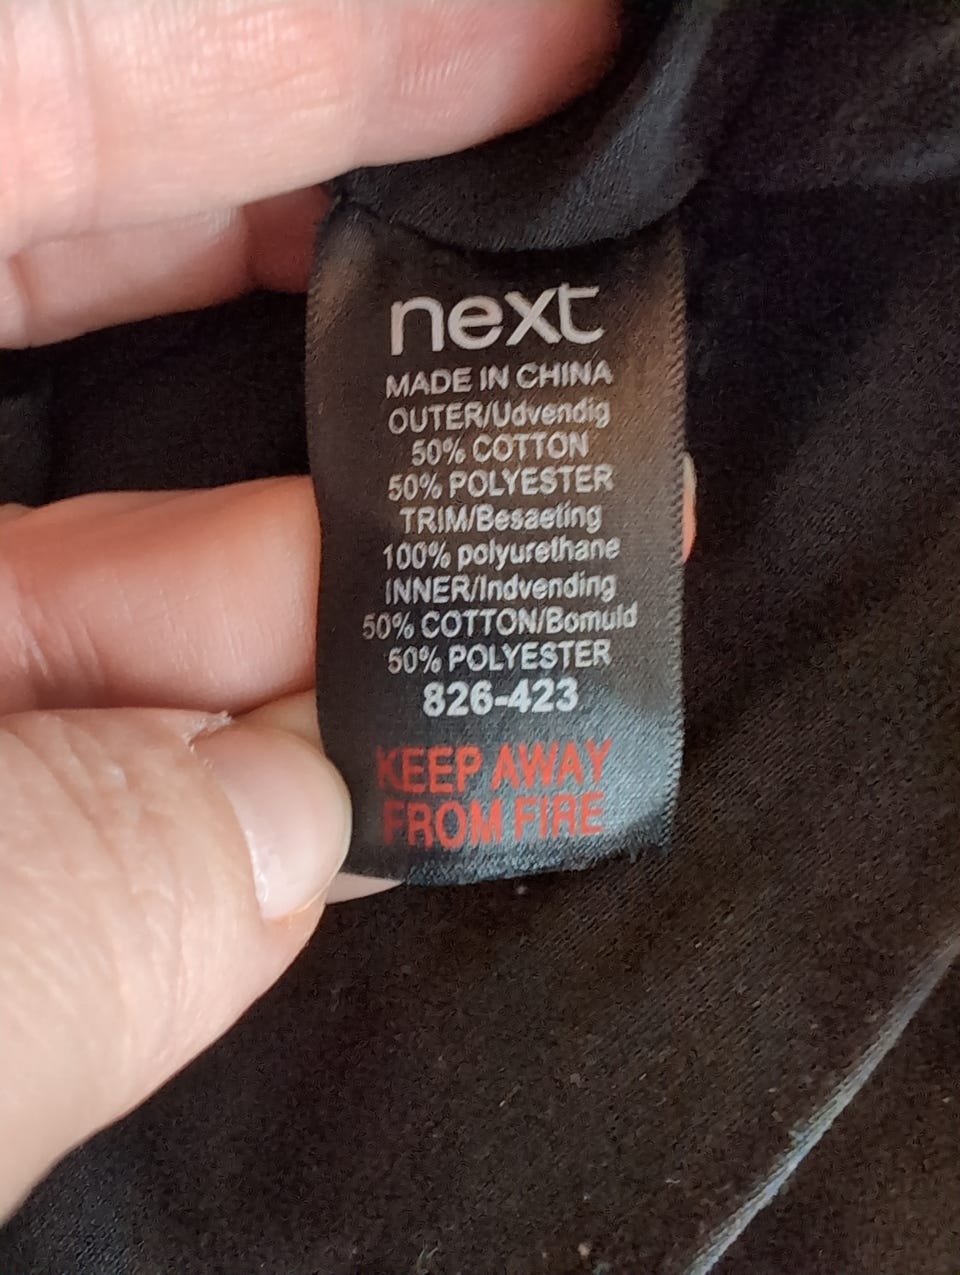 next
MADE IN CHINA
OUTER/Udvendig
50% COTTON
50% POLYESTER
TRIM/Besaeting
100% polyurethane
INNER/Indvending
50% COTTON/Bomuld
50% POLYESTER
826-423
KEEP AWAY
FROM FIRE